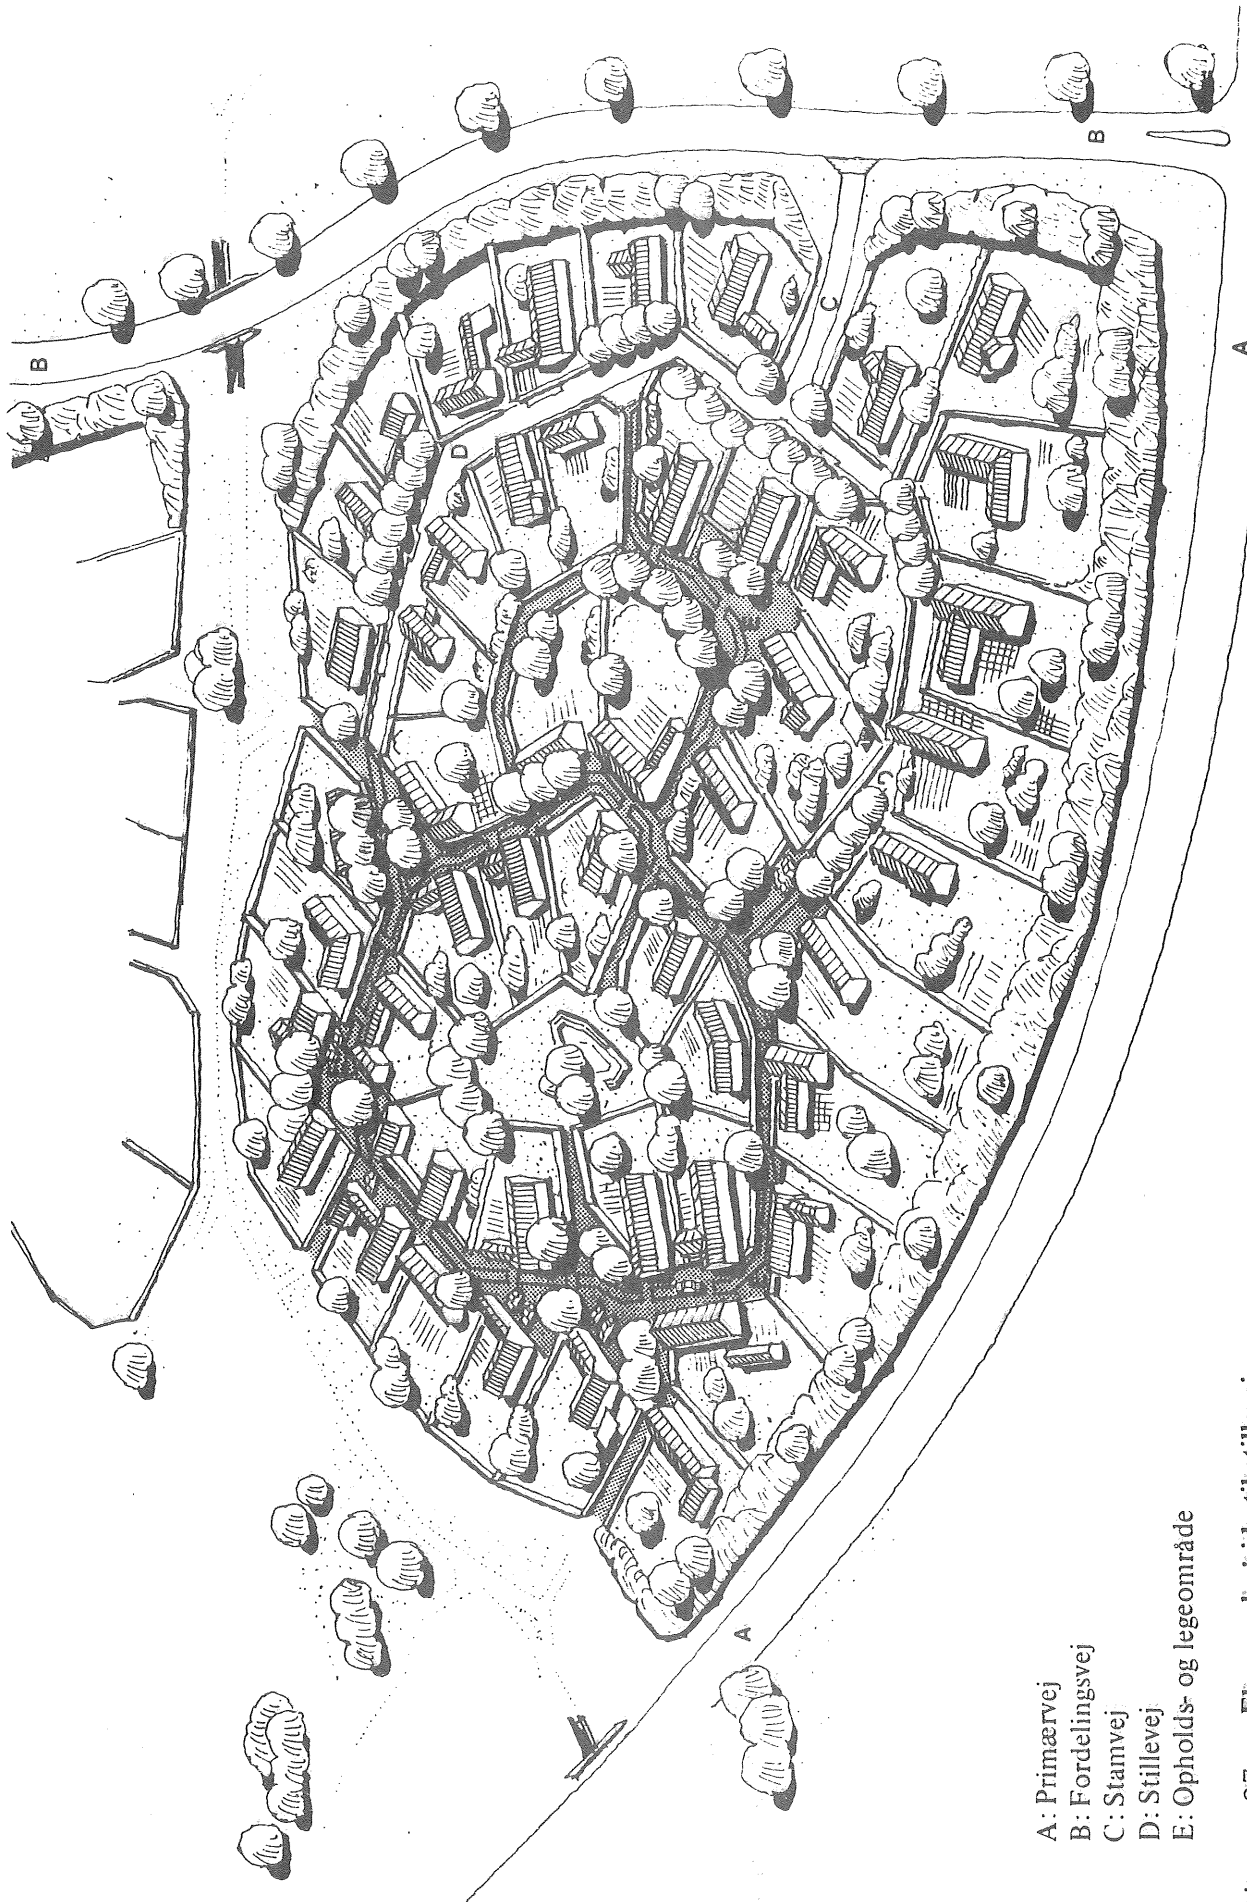 B
B
D
C
C
A
A
A: Primærvej
B: Fordelingsvej
C: Stamvej
D: Stillevej
E: Opholds- og legeområde